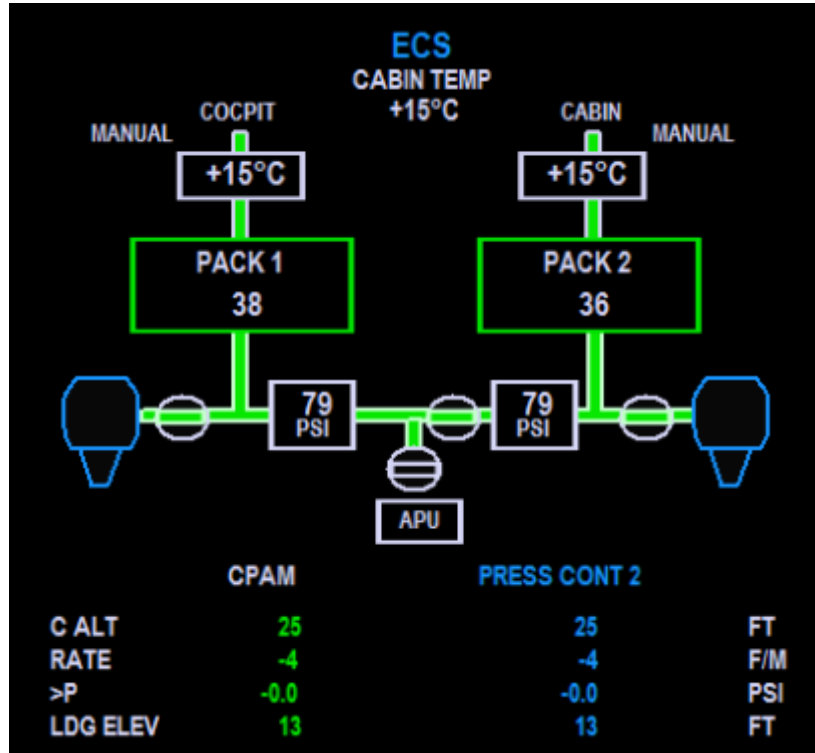 ECS
CABIN TEMP
+15°C
COCPIT
CABIN
MANUAL
MANUAL
+15°C
+15°C
PACK 1
38
PACK 2
36
79
PSI
79
PSI
APU
CPAM PRESS CONT 2
C ALT 25 25 FT
RATE -4 -4 F/M
>P -0.0 -0.0 PSI
LDG ELEV 13 13 FT